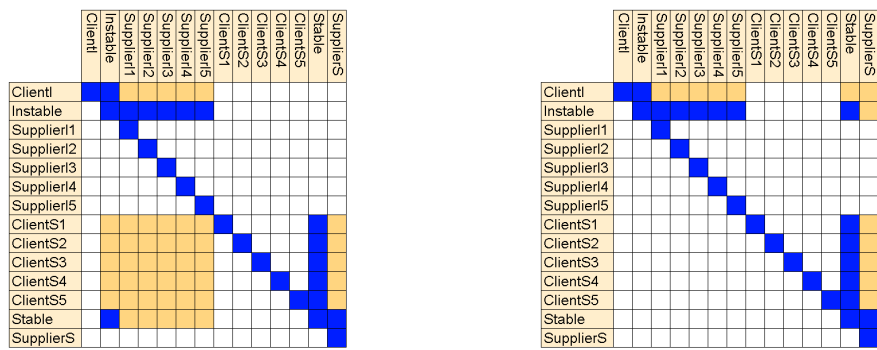 ClientI Instable SupplierI1 SupplierI2 SupplierI3 SupplierI4 SupplierI5 ClientS1 ClientS2 ClientS3 ClientS4 ClientS5 Stable SupplierS
ClientI
Instable
SupplierI1
SupplierI2
SupplierI3
SupplierI4
SupplierI5
ClientS1
ClientS2
ClientS3
ClientS4
ClientS5
Stable
SupplierS
ClientI Instable SupplierI1 SupplierI2 SupplierI3 SupplierI4 SupplierI5 ClientS1 ClientS2 ClientS3 ClientS4 ClientS5 Stable SupplierS
ClientI
Instable
SupplierI1
SupplierI2
SupplierI3
SupplierI4
SupplierI5
ClientS1
ClientS2
ClientS3
ClientS4
ClientS5
Stable
SupplierS